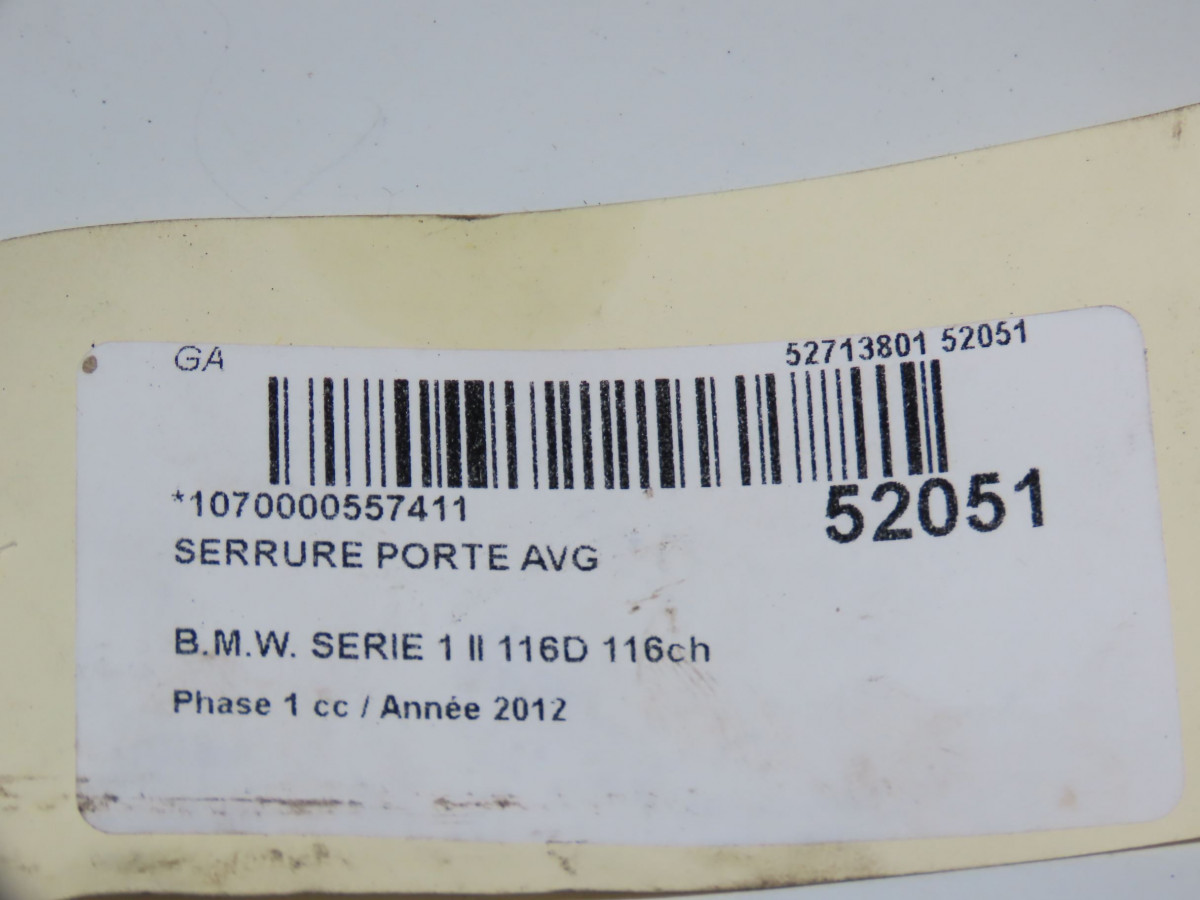 GA
52713801 52051
*1070000557411
52051
SERRURE PORTE AVG
B.M.W. SERIE 1 II 116D 116ch
Phase 1 cc / Année 2012